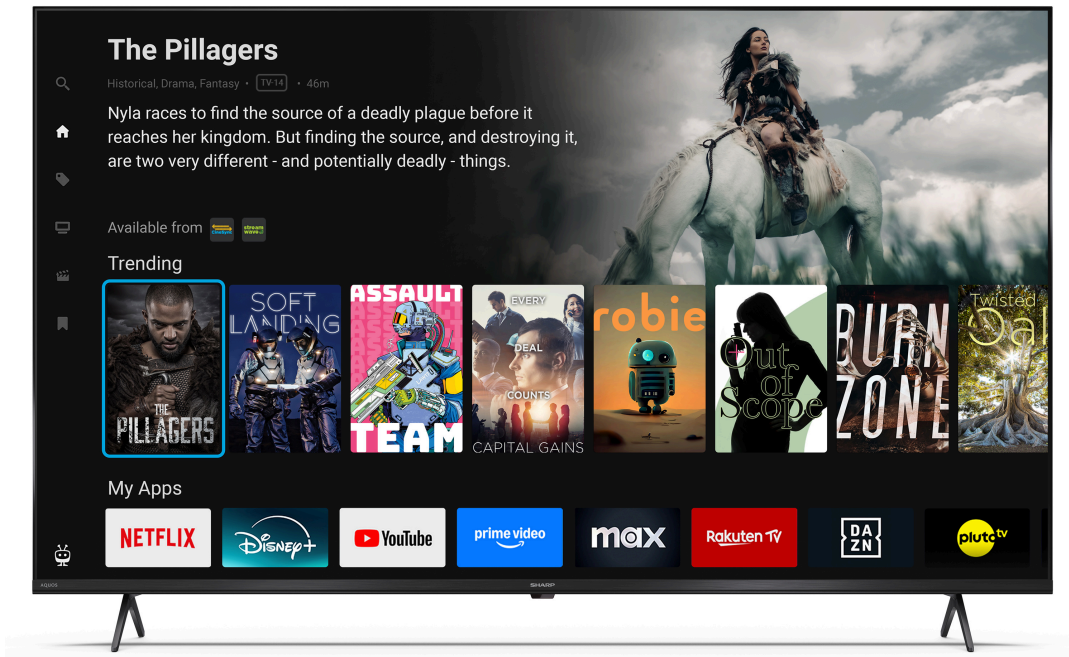 The Pillagers
Historical, Drama, Fantasy • TV-14 • 46m
Nyla races to find the source of a deadly plague before it
reaches her kingdom. But finding the source, and destroying it,
are two very different - and potentially deadly - things.
Available from
stream
wave
Trending
THE
PILLAGERS
SOFT
LANDING
ASSAULT
TEAM
EVERY
DEAL
COUNTS
CAPITAL GAINS
robie
Out
of
Scope
BURN
ZONE
Twisted
Oak
My Apps
NETFLIX
Disney+
YouTube
prime video
max
Rakuten TV
DA
ZN
pluto tv
AQUOS
SHARP